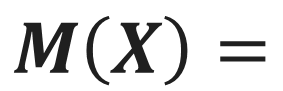 M(X) =